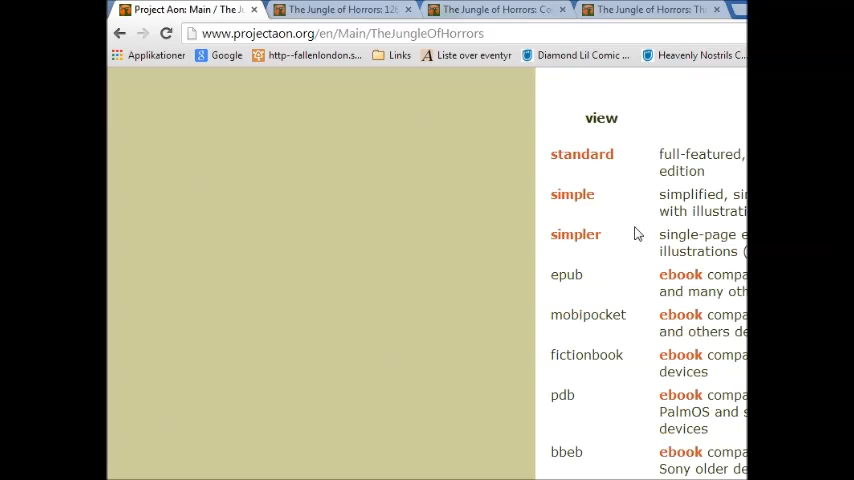 Project Aon: Main / The Ju
The Jungle of Horrors: 12
The Jungle of Horrors: Co
The Jungle of Horrors: Th
www.projectaon.org/en/Main/TheJungleOfHorrors
Applikationer
Google
http--fallenlondon.s...
Links
Liste over eventyr
Diamond Lil Comic ...
Heavenly Nostrils C...
view
standard
full-featured,
edition
simple
simplified, si
with illustrati
simpler
single-page e
illustrations (
epub
ebook compa
and many oth
mobipocket
ebook compa
and others de
fictionbook
ebook compa
devices
pdb
ebook compa
PalmOS and s
devices
bbeb
ebook compa
Sony older de